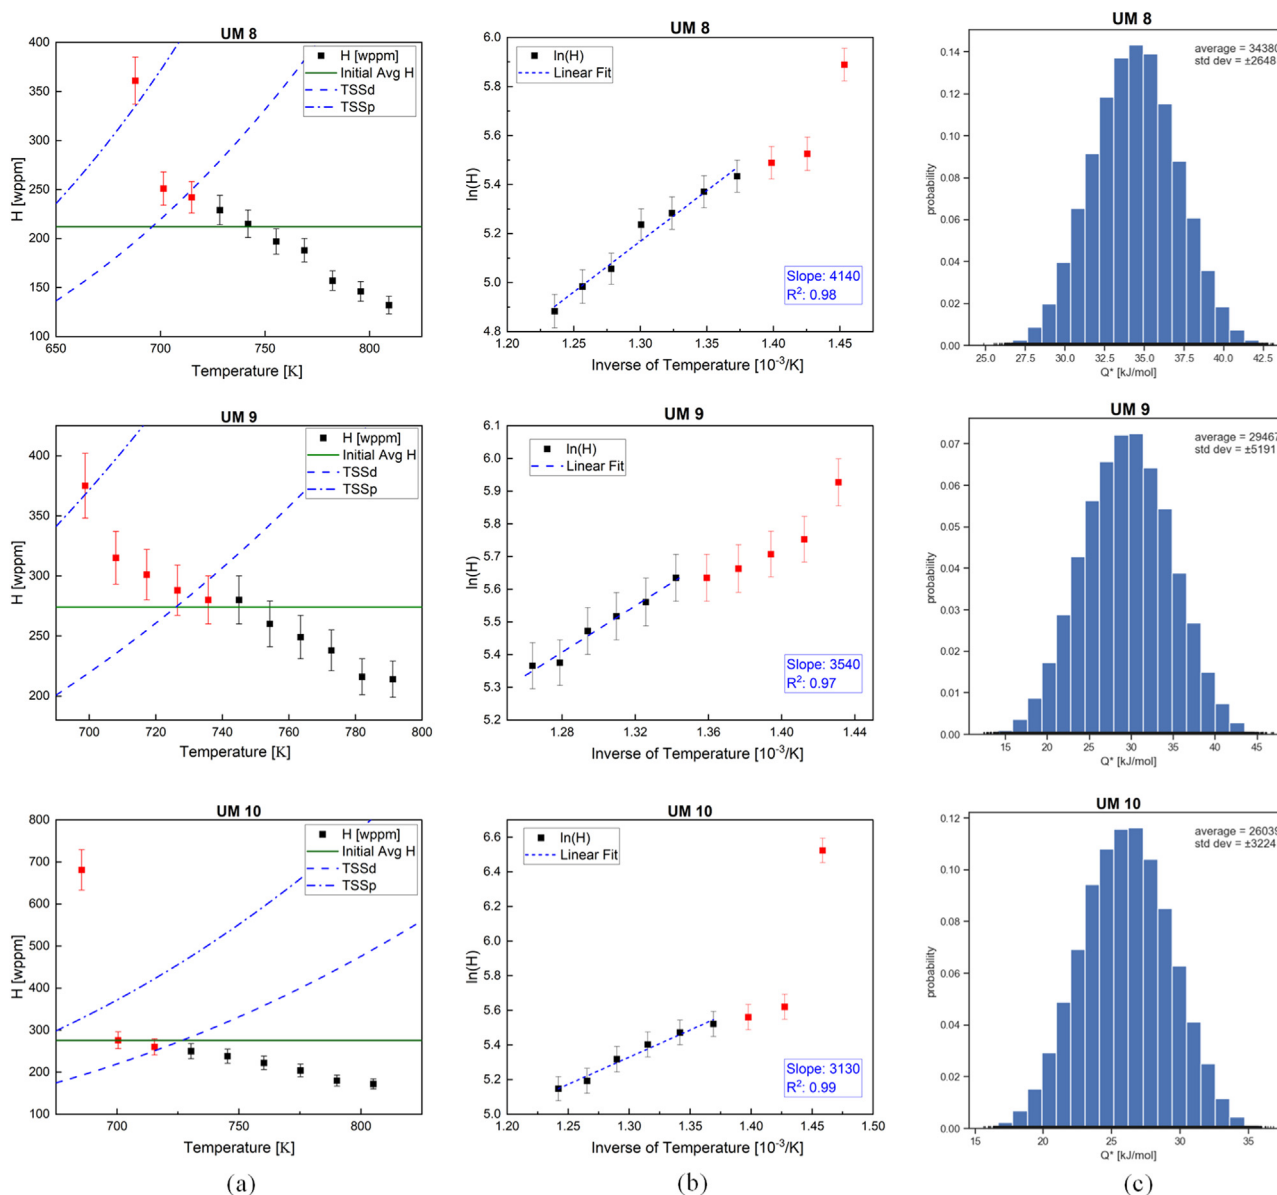 UM 8
400
350
300
250
200
150
100
650
700
750
800
H [wppm]
Temperature [K]
H [wppm]
Initial Avg H
TSSd
TSSp
UM 8
6.0
5.8
5.6
5.4
5.2
5.0
4.8
1.20
1.25
1.30
1.35
1.40
1.45
ln(H)
Inverse of Temperature [10⁻³/K]
ln(H)
Linear Fit
Slope: 4140
R²: 0.98
UM 8
average = 34380
std dev = ±2648
0.14
0.12
0.10
0.08
0.06
0.04
0.02
0.00
25.0
27.5
30.0
32.5
35.0
37.5
40.0
42.5
probability
Q* [kJ/mol]
UM 9
400
350
300
250
200
700
720
740
760
780
800
H [wppm]
Temperature [K]
H [wppm]
Initial Avg H
TSSd
TSSp
UM 9
6.1
6.0
5.9
5.8
5.7
5.6
5.5
5.4
5.3
5.2
1.28
1.32
1.36
1.40
1.44
ln(H)
Inverse of Temperature [10⁻³/K]
ln(H)
Linear Fit
Slope: 3540
R²: 0.97
UM 9
average = 29467
std dev = ±5191
0.07
0.06
0.05
0.04
0.03
0.02
0.01
0.00
15
20
25
30
35
40
45
probability
Q* [kJ/mol]
UM 10
800
700
600
500
400
300
200
100
700
750
800
H [wppm]
Temperature [K]
H [wppm]
Initial Avg H
TSSd
TSSp
UM 10
6.6
6.4
6.2
6.0
5.8
5.6
5.4
5.2
5.0
1.20
1.25
1.30
1.35
1.40
1.45
1.50
ln(H)
Inverse of Temperature [10⁻³/K]
ln(H)
Linear Fit
Slope: 3130
R²: 0.99
UM 10
average = 26039
std dev = ±3224
0.12
0.10
0.08
0.06
0.04
0.02
0.00
15
20
25
30
35
probability
Q* [kJ/mol]
(a)
(b)
(c)